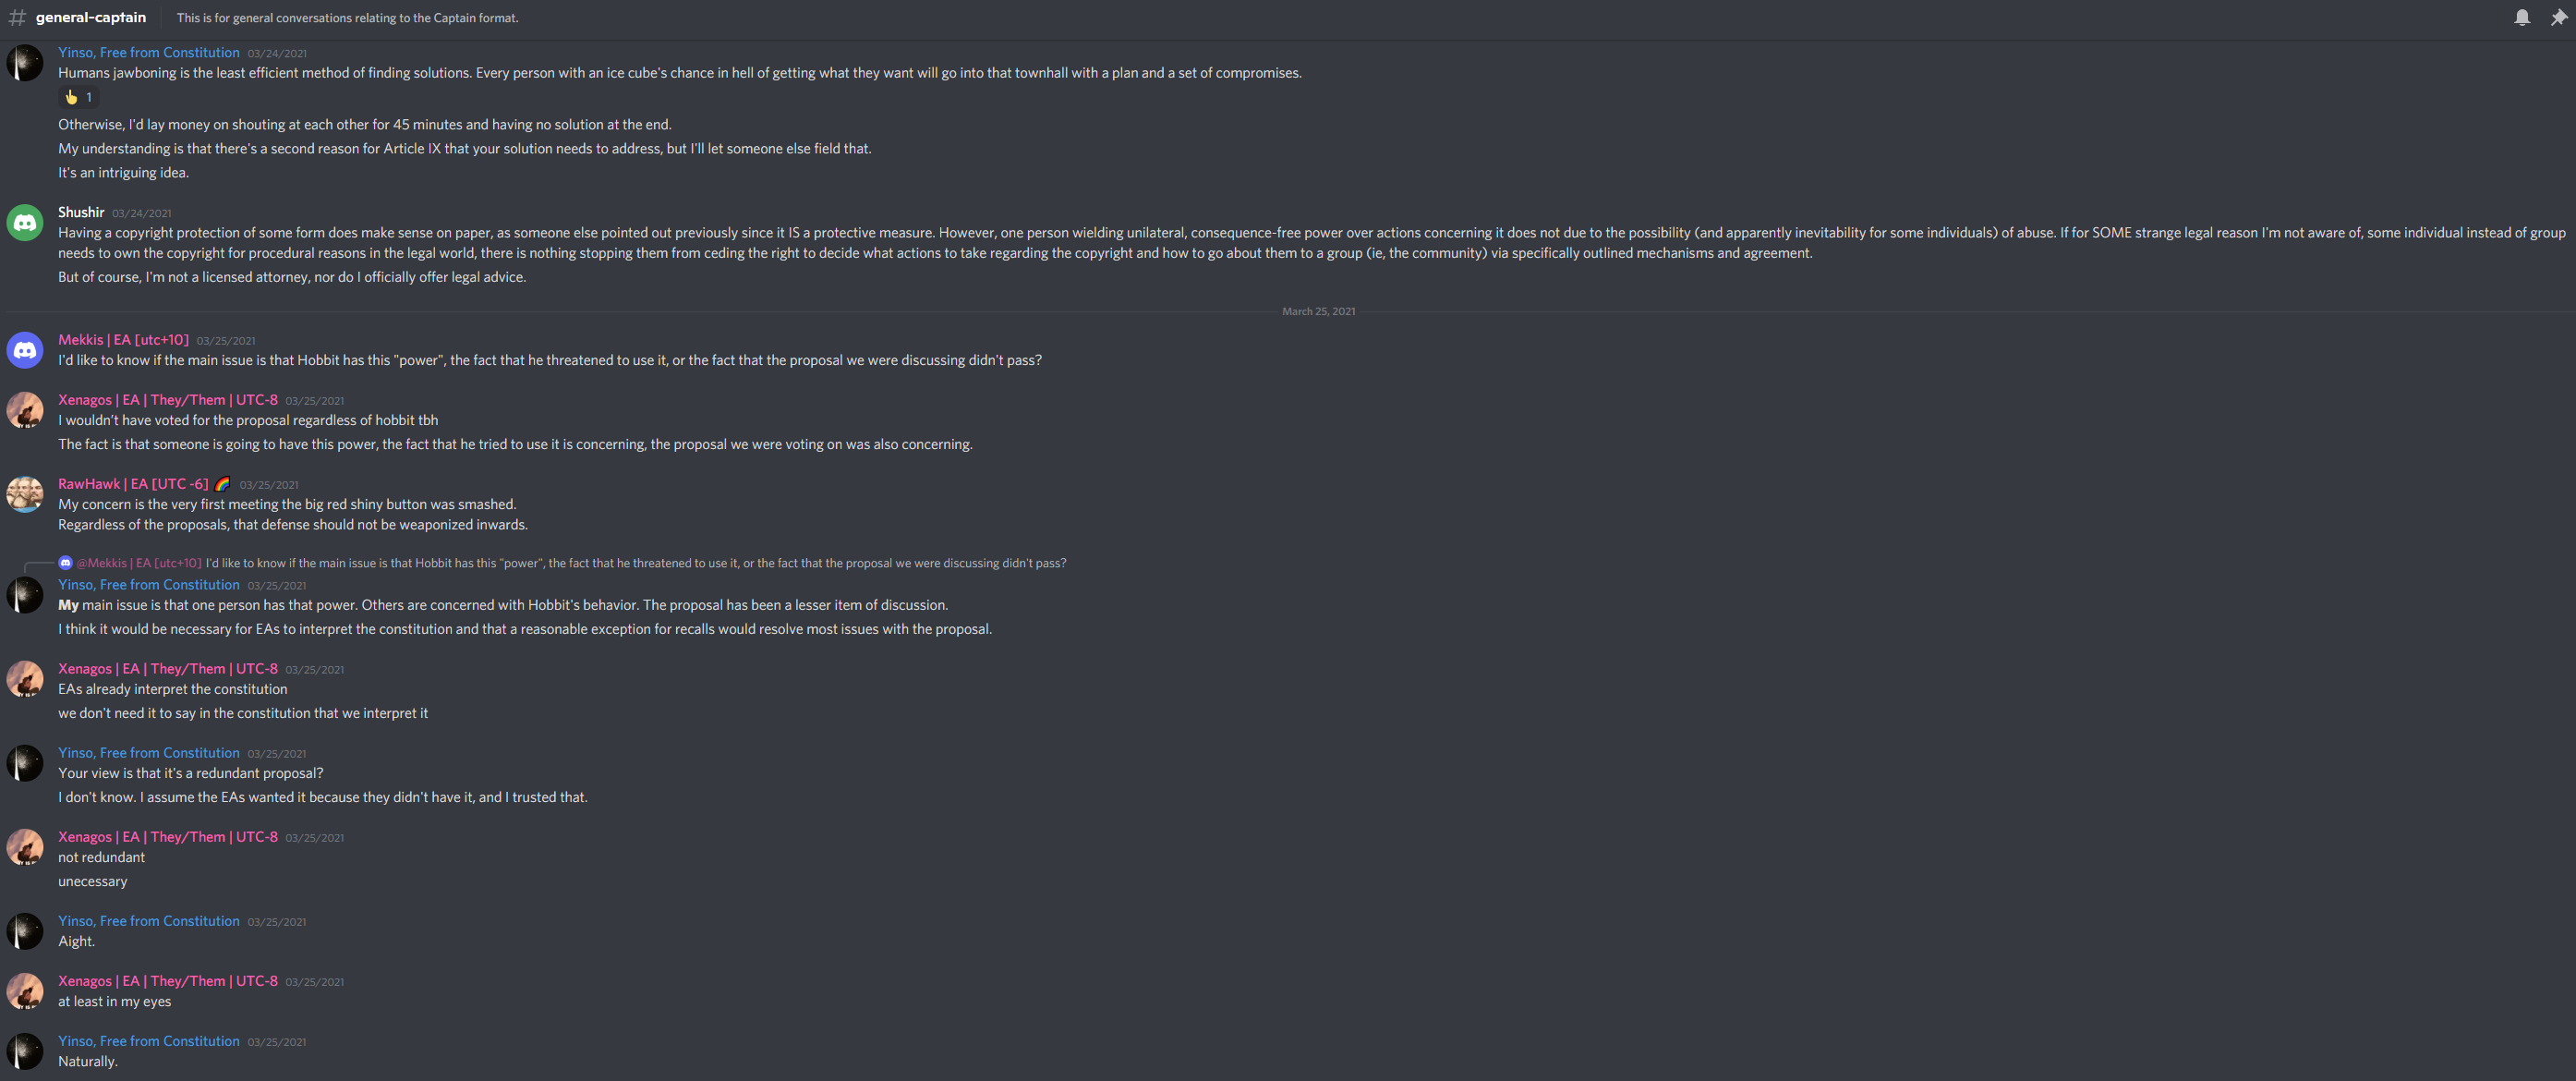 # general-captain This is for general conversations relating to the Captain format.
Yinso, Free from Constitution 03/24/2021
Humans jawboning is the least efficient method of finding solutions. Every person with an ice cube's chance in hell of getting what they want will go into that townhall with a plan and a set of compromises.
👆 1
Otherwise, I'd lay money on shouting at each other for 45 minutes and having no solution at the end.
My understanding is that there's a second reason for Article IX that your solution needs to address, but I'll let someone else field that.
It's an intriguing idea.
Shushir 03/24/2021
Having a copyright protection of some form does make sense on paper, as someone else pointed out previously since it IS a protective measure. However, one person wielding unilateral, consequence-free power over actions concerning it does not due to the possibility (and apparently inevitability for some individuals) of abuse. If for SOME strange legal reason I'm not aware of, some individual instead of group
needs to own the copyright for procedural reasons in the legal world, there is nothing stopping them from ceding the right to decide what actions to take regarding the copyright and how to go about them to a group (ie, the community) via specifically outlined mechanisms and agreement.
But of course, I'm not a licensed attorney, nor do I officially offer legal advice.
March 25, 2021
Mekkis | EA [utc+10] 03/25/2021
I'd like to know if the main issue is that Hobbit has this "power", the fact that he threatened to use it, or the fact that the proposal we were discussing didn't pass?
Xenagos | EA | They/Them | UTC-8 03/25/2021
I wouldn't have voted for the proposal regardless of hobbit tbh
The fact is that someone is going to have this power, the fact that he tried to use it is concerning, the proposal we were voting on was also concerning.
RawHawk | EA [UTC -6] 🌈 03/25/2021
My concern is the very first meeting the big red shiny button was smashed.
Regardless of the proposals, that defense should not be weaponized inwards.
@Mekkis | EA [utc+10] I'd like to know if the main issue is that Hobbit has this "power", the fact that he threatened to use it, or the fact that the proposal we were discussing didn't pass?
Yinso, Free from Constitution 03/25/2021
My main issue is that one person has that power. Others are concerned with Hobbit's behavior. The proposal has been a lesser item of discussion.
I think it would be necessary for EAs to interpret the constitution and that a reasonable exception for recalls would resolve most issues with the proposal.
Xenagos | EA | They/Them | UTC-8 03/25/2021
EAs already interpret the constitution
we don't need it to say in the constitution that we interpret it
Yinso, Free from Constitution 03/25/2021
Your view is that it's a redundant proposal?
I don't know. I assume the EAs wanted it because they didn't have it, and I trusted that.
Xenagos | EA | They/Them | UTC-8 03/25/2021
not redundant
unecessary
Yinso, Free from Constitution 03/25/2021
Aight.
Xenagos | EA | They/Them | UTC-8 03/25/2021
at least in my eyes
Yinso, Free from Constitution 03/25/2021
Naturally.